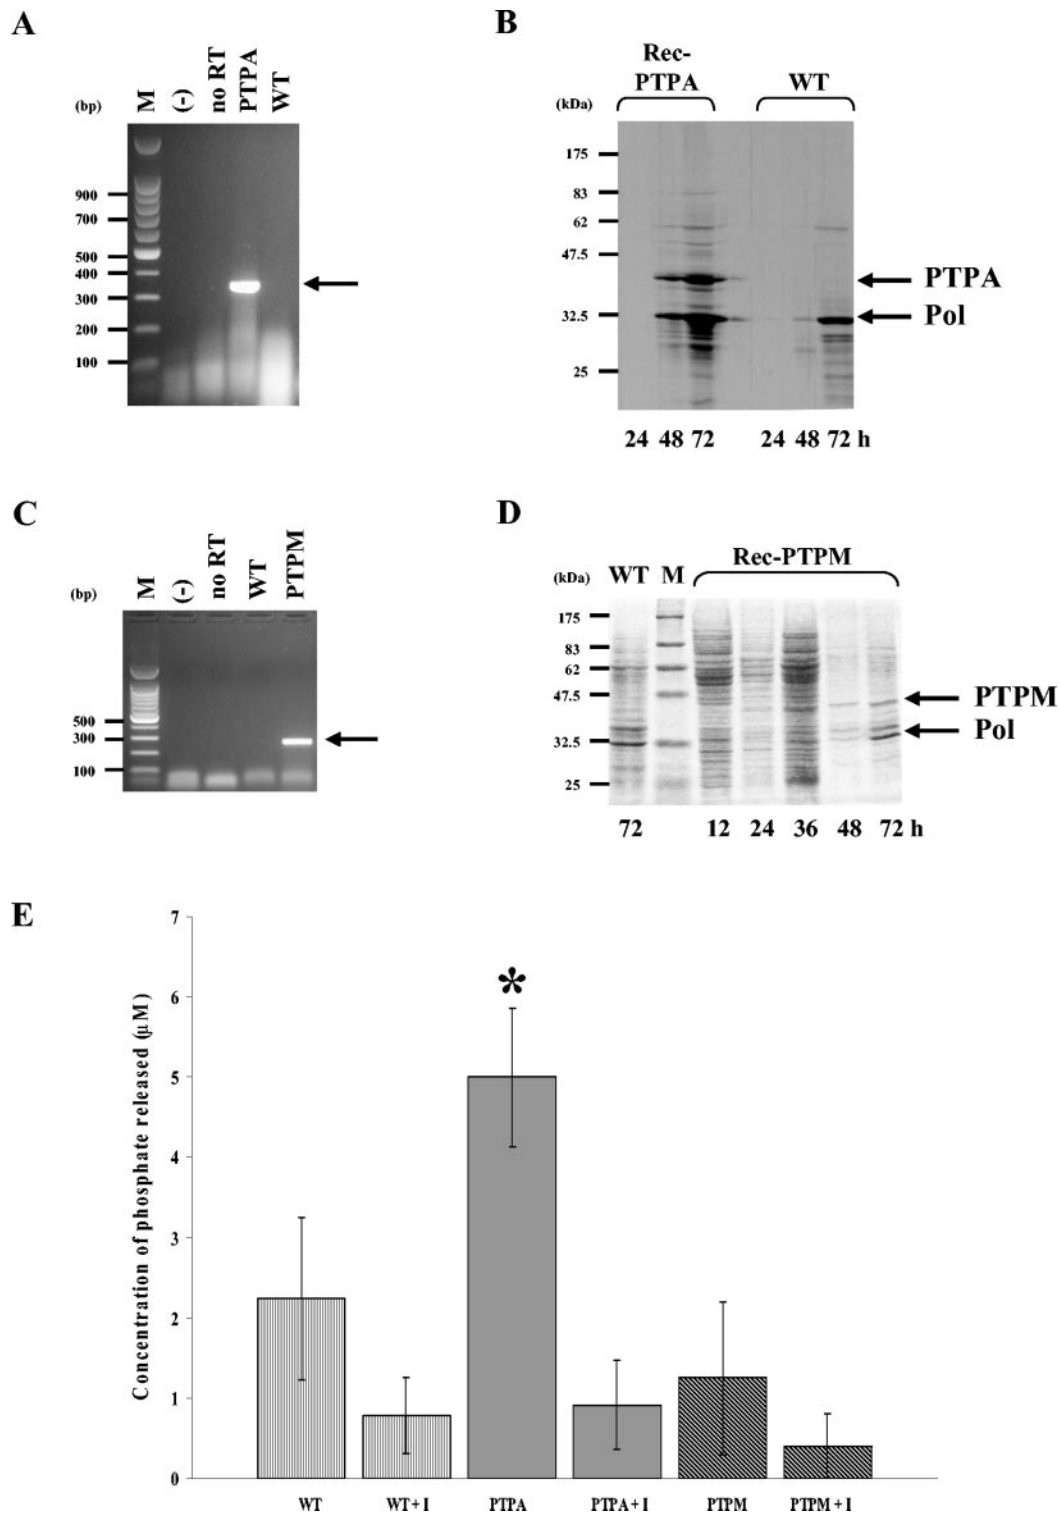 A
(bp)
M
(-)
no RT
PTPA
WT
900
700
500
400
300
200
100
B
Rec-
PTPA
WT
(kDa)
175
83
62
47.5
32.5
25
PTPA
Pol
24 48 72
24 48 72 h
C
(bp)
M
(-)
no RT
WT
PTPM
500
300
100
D
Rec-PTPM
(kDa) WT M
175
83
62
47.5
32.5
25
PTPM
Pol
72 12 24 36 48 72 h
E
Concentration of phosphate released (μM)
7
6
5
4
3
2
1
0
*
WT WT + I PTPA PTPA + I PTPM PTPM + I